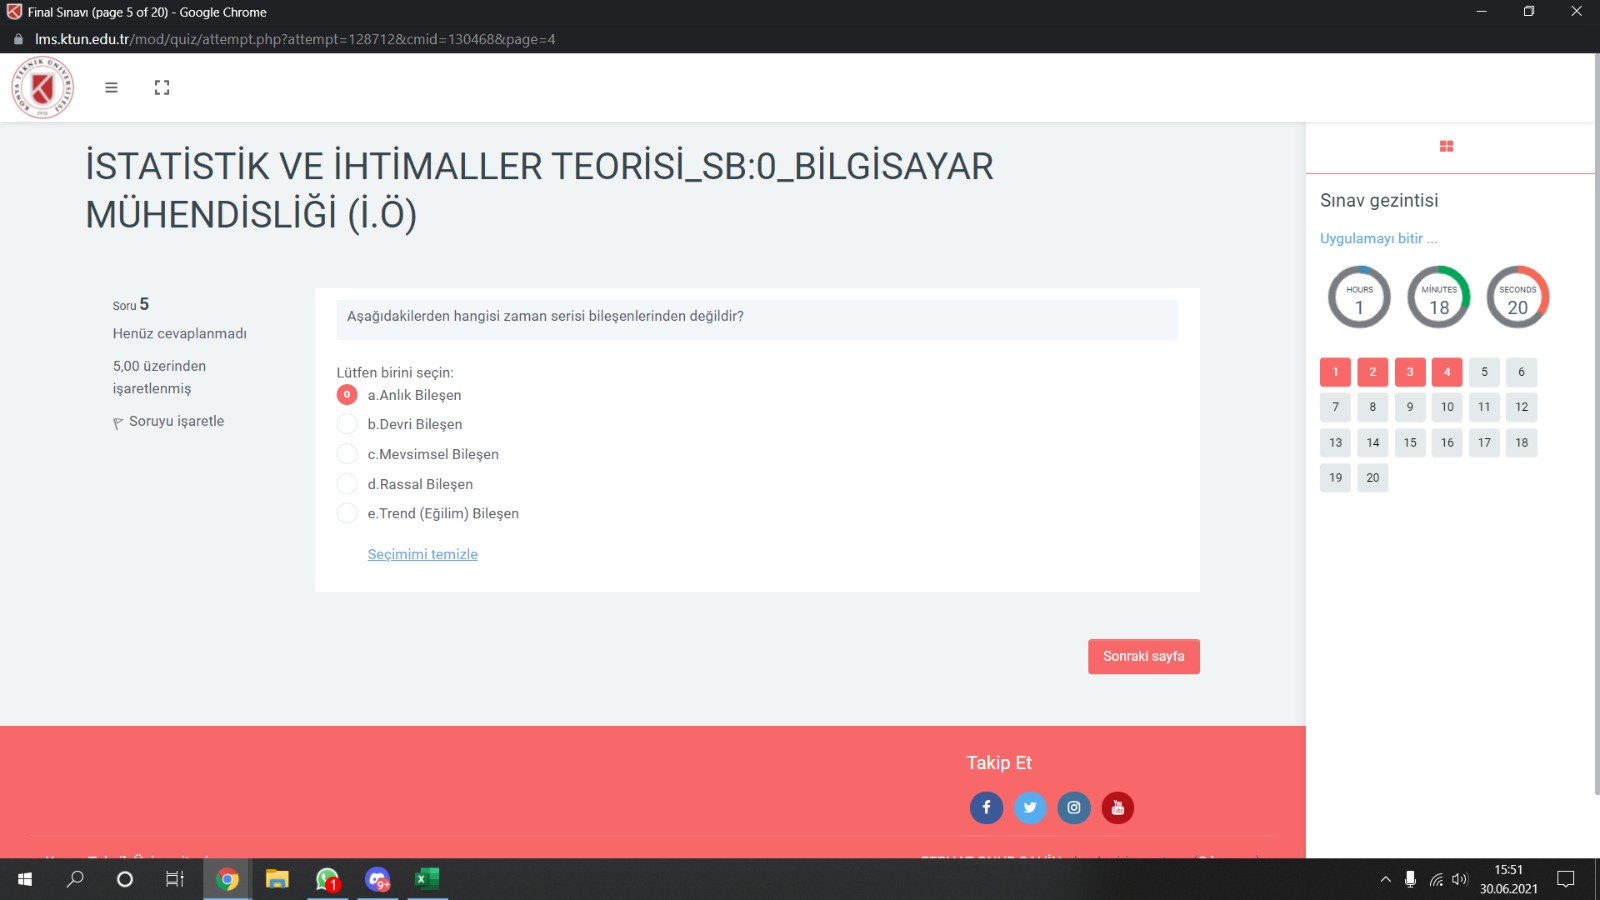 Final Sınavı (page 5 of 20) - Google Chrome
lms.ktun.edu.tr/mod/quiz/attempt.php?attempt=128712&cmid=130468&page=4
İSTATİSTİK VE İHTİMALLER TEORİSİ_SB:0_BİLGİSAYAR
MÜHENDİSLİĞİ (İ.Ö)
Soru 5
Henüz cevaplanmadı
5,00 üzerinden
işaretlenmiş
Soruyu işaretle
Aşağıdakilerden hangisi zaman serisi bileşenlerinden değildir?
Lütfen birini seçin:
a.Anlık Bileşen
b.Devri Bileşen
c.Mevsimsel Bileşen
d.Rassal Bileşen
e.Trend (Eğilim) Bileşen
Seçimimi temizle
Sonraki sayfa
Sınav gezintisi
Uygulamayı bitir ...
HOURS
1
MİNUTES
18
SECONDS
20
1 2 3 4 5 6
7 8 9 10 11 12
13 14 15 16 17 18
19 20
Takip Et
15:51
30.06.2021
1
9+